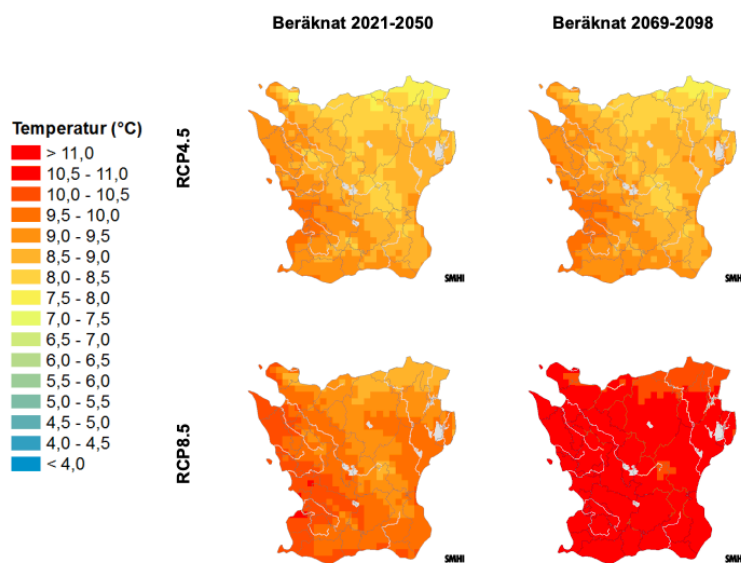 Beräknat 2021-2050
Beräknat 2069-2098
Temperatur (°C)
> 11,0
10,5 - 11,0
10,0 - 10,5
9,5 - 10,0
9,0 - 9,5
8,5 - 9,0
8,0 - 8,5
7,5 - 8,0
7,0 - 7,5
6,5 - 7,0
6,0 - 6,5
5,5 - 6,0
5,0 - 5,5
4,5 - 5,0
4,0 - 4,5
< 4,0
RCP4.5
SMHI
SMHI
RCP8.5
SMHI
SMHI